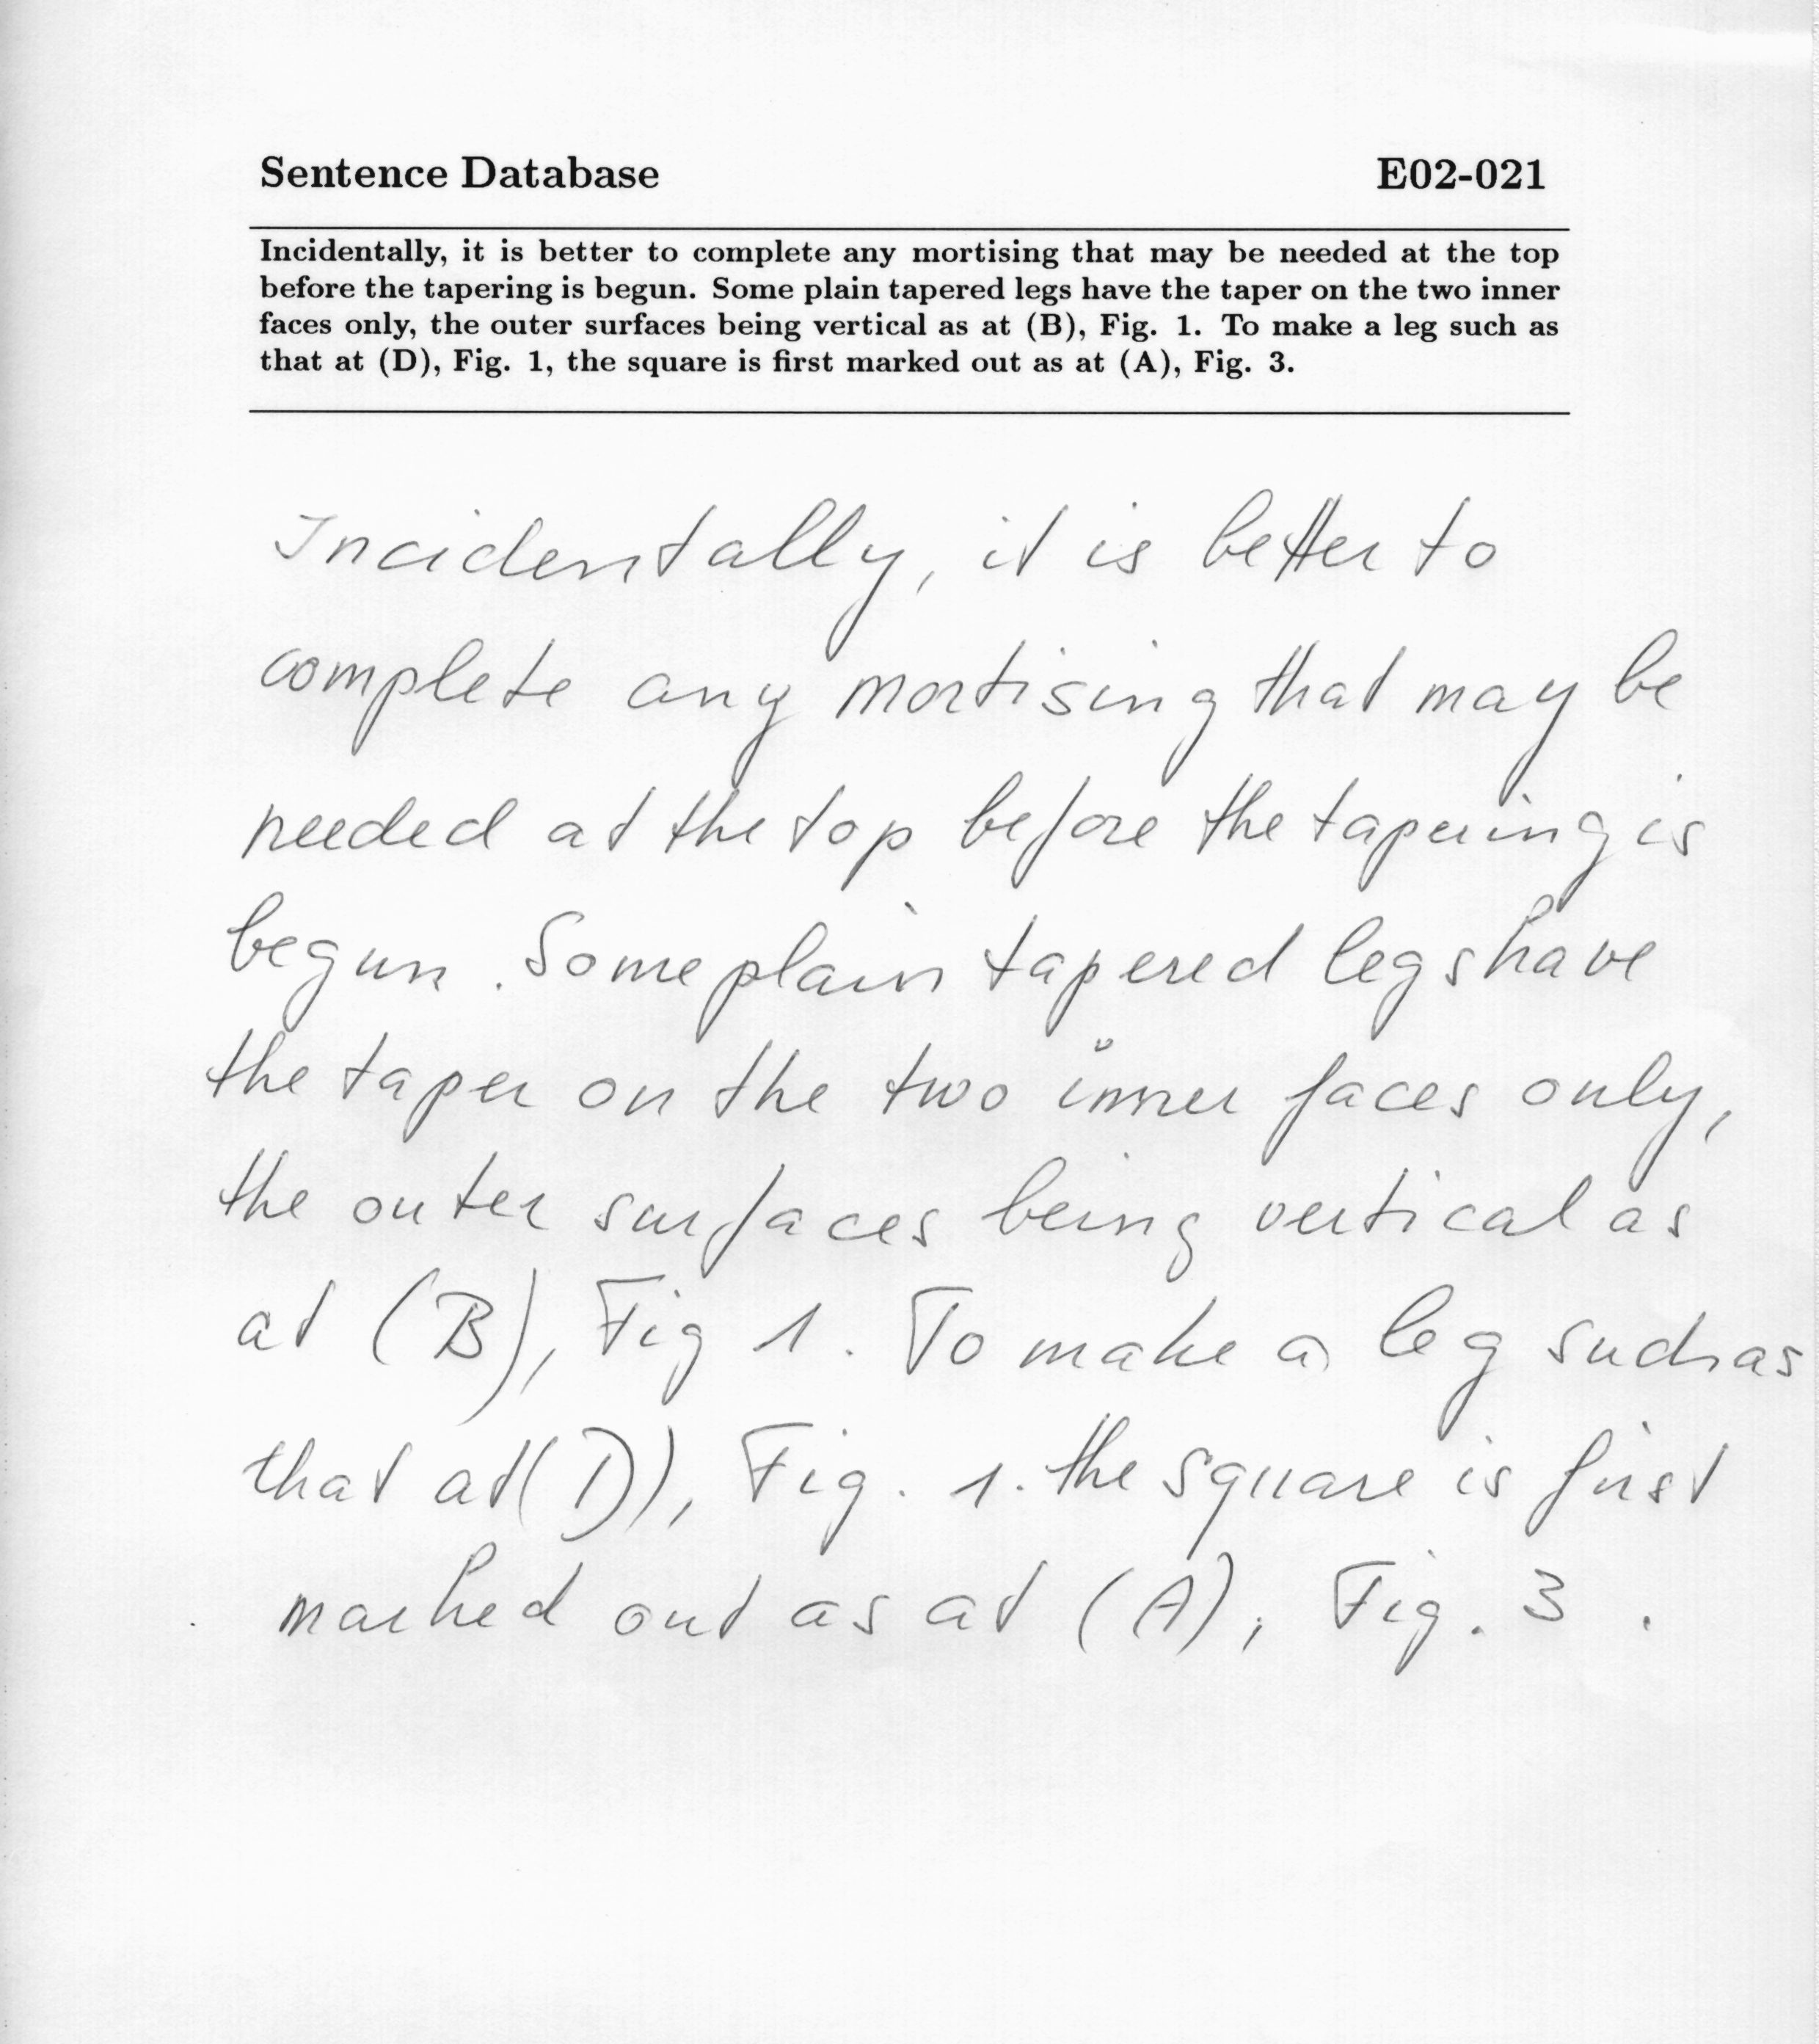 Sentence Database E02-021
Incidentally, it is better to complete any mortising that may be needed at the top
before the tapering is begun. Some plain tapered legs have the taper on the two inner
faces only, the outer surfaces being vertical as at (B), Fig. 1. To make a leg such as
that at (D), Fig. 1, the square is first marked out as at (A), Fig. 3.
Incidentally, it is better to
complete any mortising that may be
needed at the top before the tapering is
begun. Some plain tapered legs have
the taper on the two inner faces only,
the outer surfaces being vertical as
at (B), Fig 1. To make a leg such as
that at (D), Fig. 1. the square is first
marked out as at (A), Fig. 3.